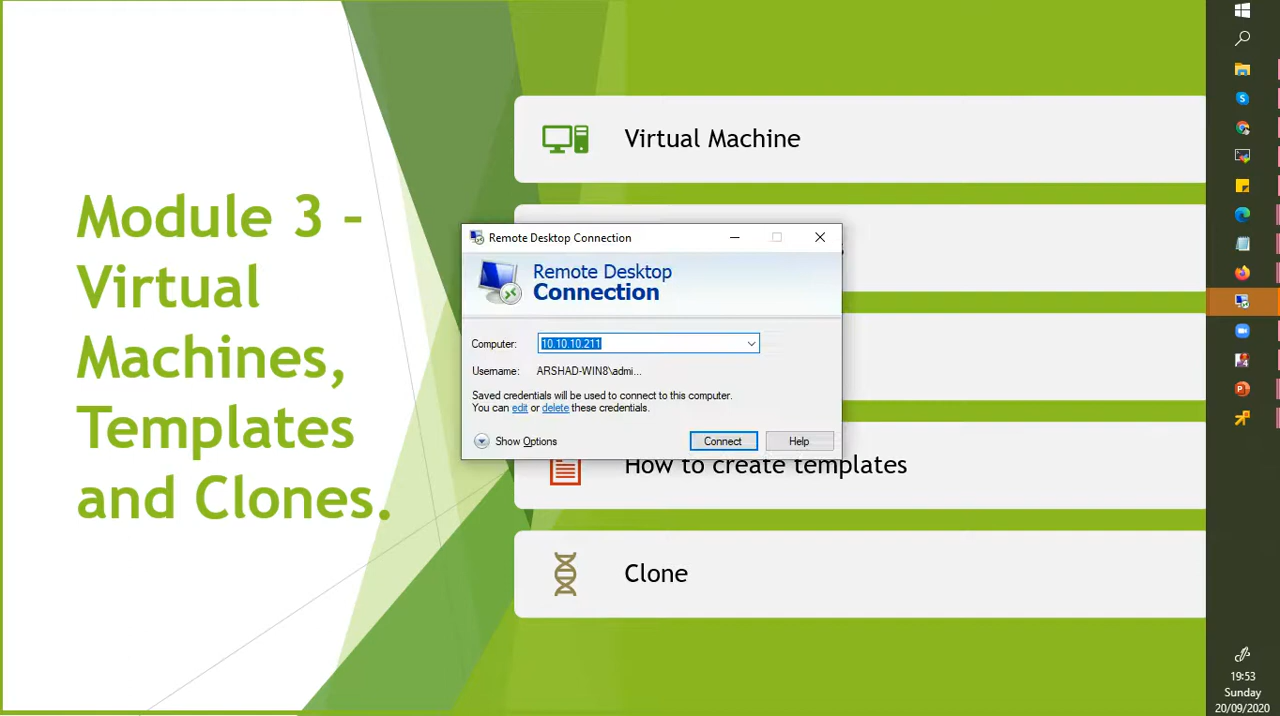 Module 3 –
Virtual
Machines,
Templates
and Clones.
Virtual Machine
Remote Desktop Connection
Remote Desktop
Connection
Computer:
10.10.10.211
Username:
ARSHAD-WIN8\admi...
Saved credentials will be used to connect to this computer.
You can edit or delete these credentials.
Show Options
Connect
Help
How to create templates
Clone
19:53
Sunday
20/09/2020